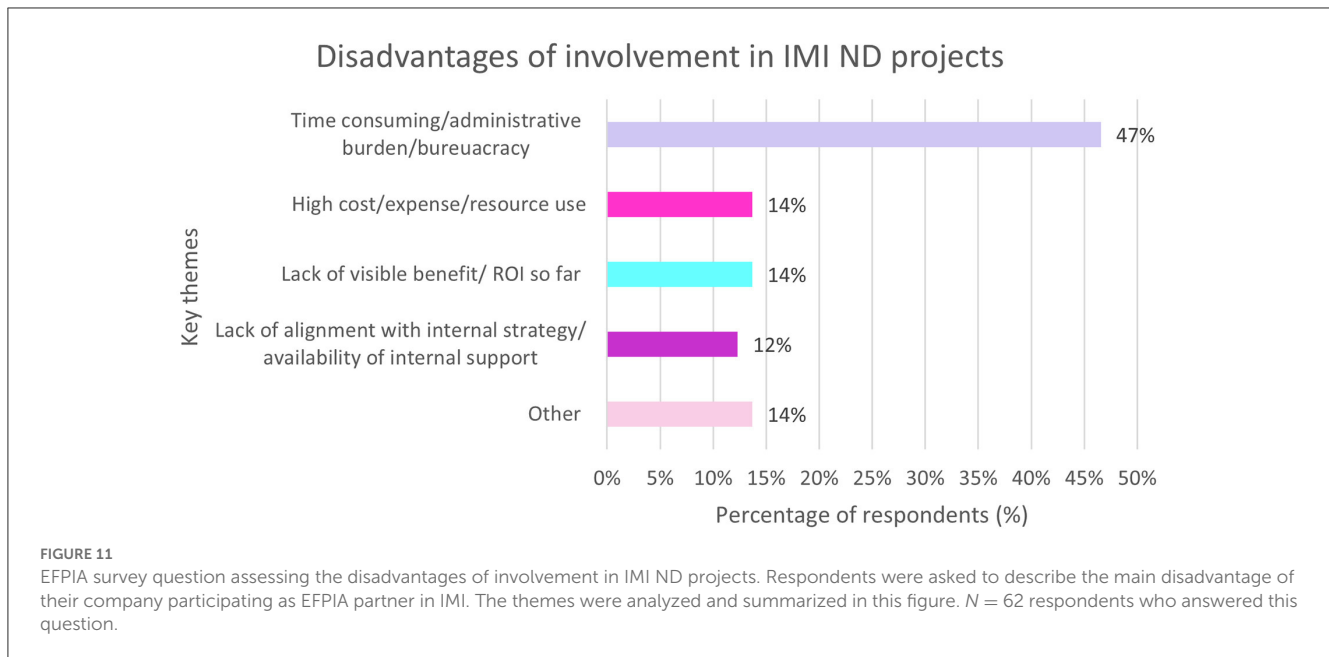 Disadvantages of involvement in IMI ND projects
Key themes
Time consuming/administrative
burden/bureuacracy
47%
High cost/expense/resource use
14%
Lack of visible benefit/ ROI so far
14%
Lack of alignment with internal strategy/
availability of internal support
12%
Other
14%
0% 5% 10% 15% 20% 25% 30% 35% 40% 45% 50%
Percentage of respondents (%)
FIGURE 11
EFPIA survey question assessing the disadvantages of involvement in IMI ND projects. Respondents were asked to describe the main disadvantage of
their company participating as EFPIA partner in IMI. The themes were analyzed and summarized in this figure. N = 62 respondents who answered this
question.